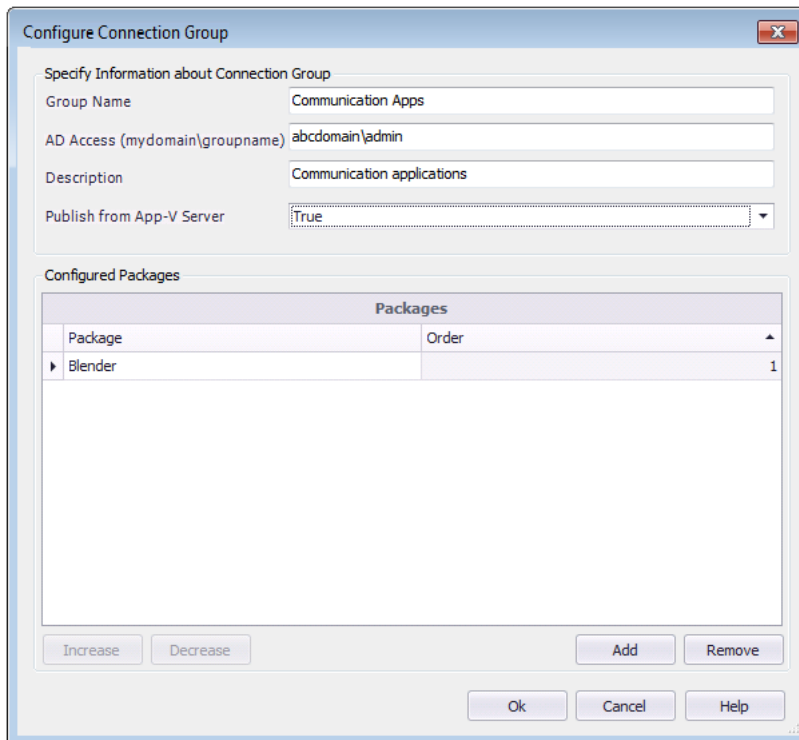 Configure Connection Group
Specify Information about Connection Group
Group Name Communication Apps
AD Access (mydomain\groupname) abcdomain\admin
Description Communication applications
Publish from App-V Server True
Configured Packages
Packages
Package Order
Blender 1
Increase Decrease Add Remove
Ok Cancel Help